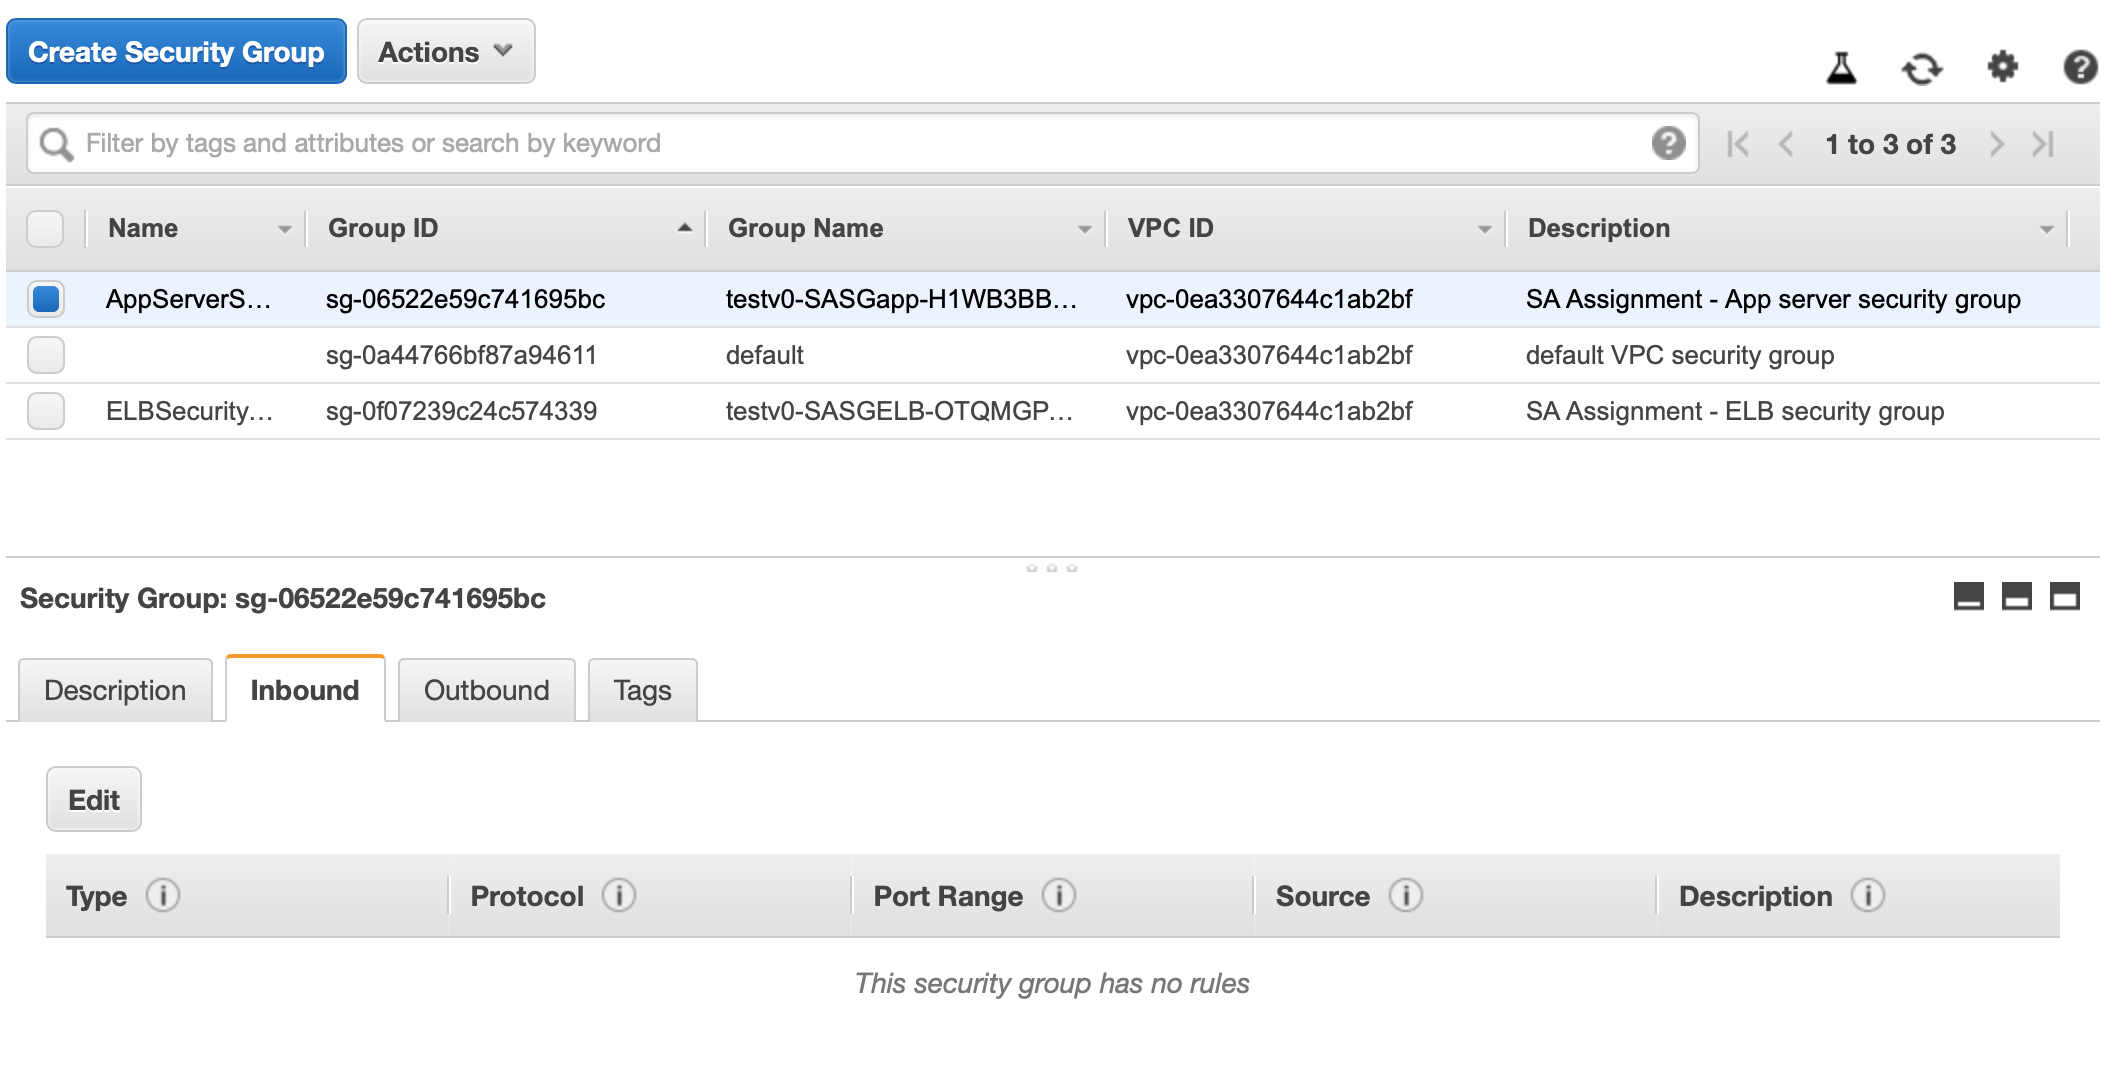 Create Security Group Actions
Filter by tags and attributes or search by keyword 1 to 3 of 3
Name Group ID Group Name VPC ID Description
AppServerS... sg-06522e59c741695bc testv0-SASGapp-H1WB3BB... vpc-0ea3307644c1ab2bf SA Assignment - App server security group
sg-0a44766bf87a94611 default vpc-0ea3307644c1ab2bf default VPC security group
ELBSecurity... sg-0f07239c24c574339 testv0-SASGELB-OTQMGP... vpc-0ea3307644c1ab2bf SA Assignment - ELB security group
Security Group: sg-06522e59c741695bc
Description Inbound Outbound Tags
Edit
Type Protocol Port Range Source Description
This security group has no rules